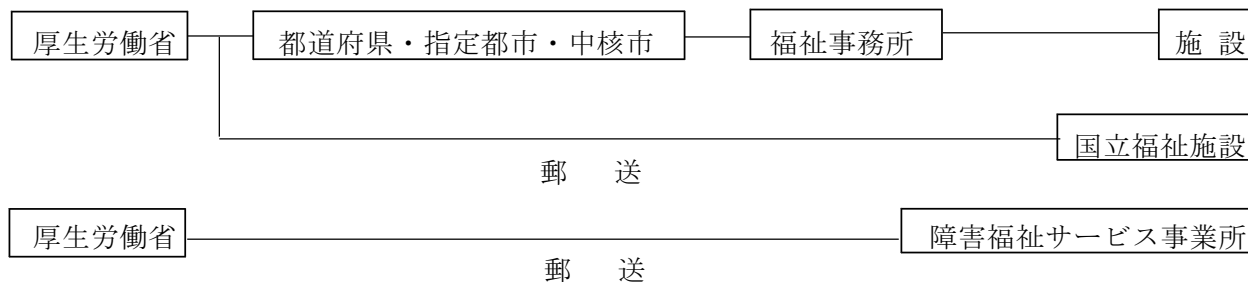 厚生労働省 都道府県・指定都市・中核市 福祉事務所 施 設
国立福祉施設
郵 送
厚生労働省 障害福祉サービス事業所
郵 送